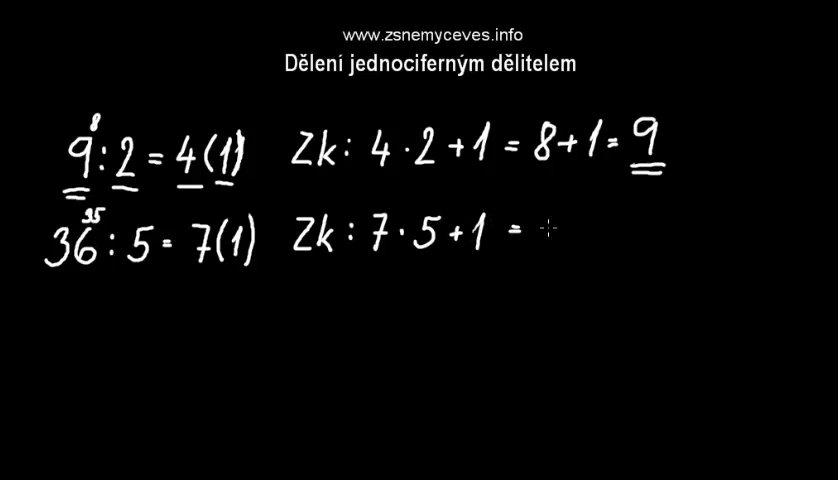 www.zsnemyceves.info
Dělení jednociferným dělitelem
8
9 : 2 = 4 (1) Zk : 4 · 2 + 1 = 8 + 1 = 9
35
36 : 5 = 7 (1) Zk : 7 · 5 + 1 =